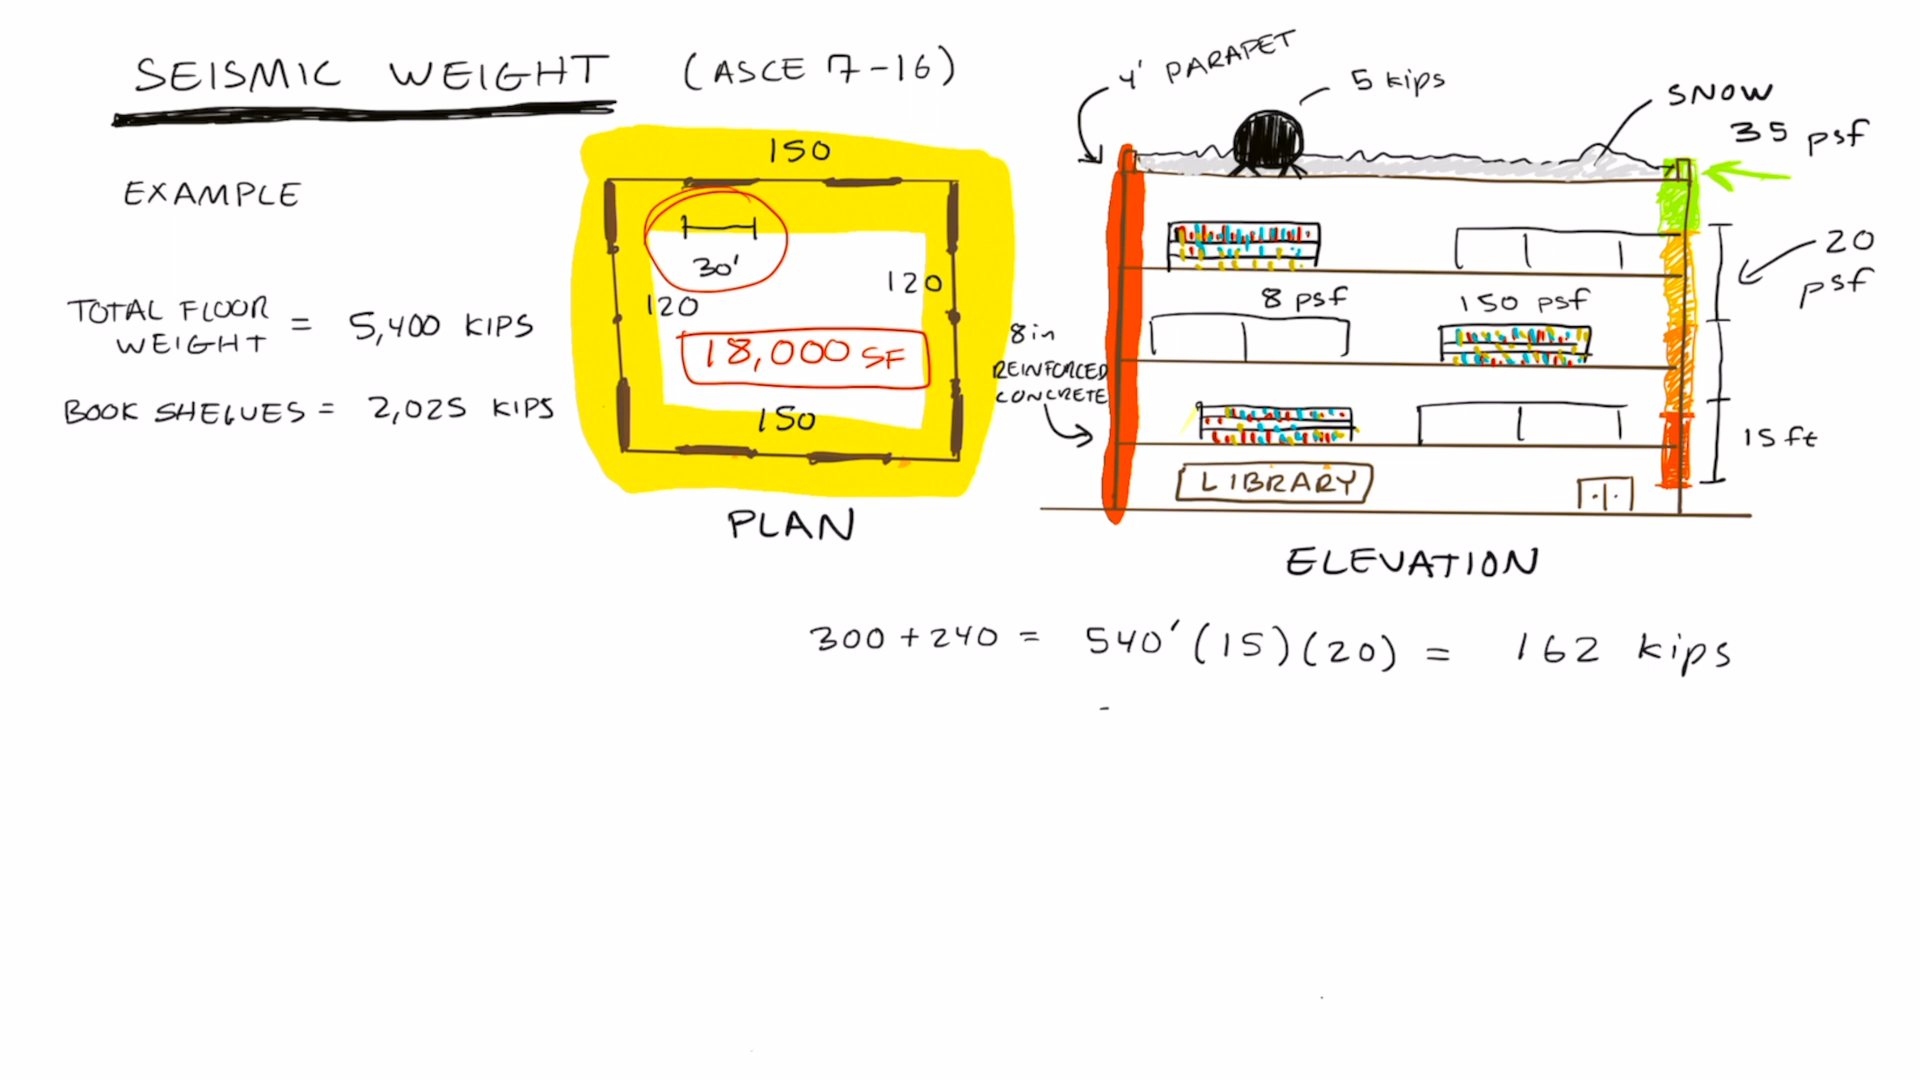 SEISMIC WEIGHT (ASCE 7-16)
EXAMPLE
TOTAL FLOOR
WEIGHT = 5,400 KIPS
BOOK SHELVES = 2,025 KIPS
150
30'
120
120
18,000 SF
150
PLAN
4' PARAPET
5 kips
SNOW
35 psf
20
psf
8 psf
150 psf
8in
REINFORCED
CONCRETE
15 ft
LIBRARY
ELEVATION
300 + 240 = 540' (15)(20) = 162 kips